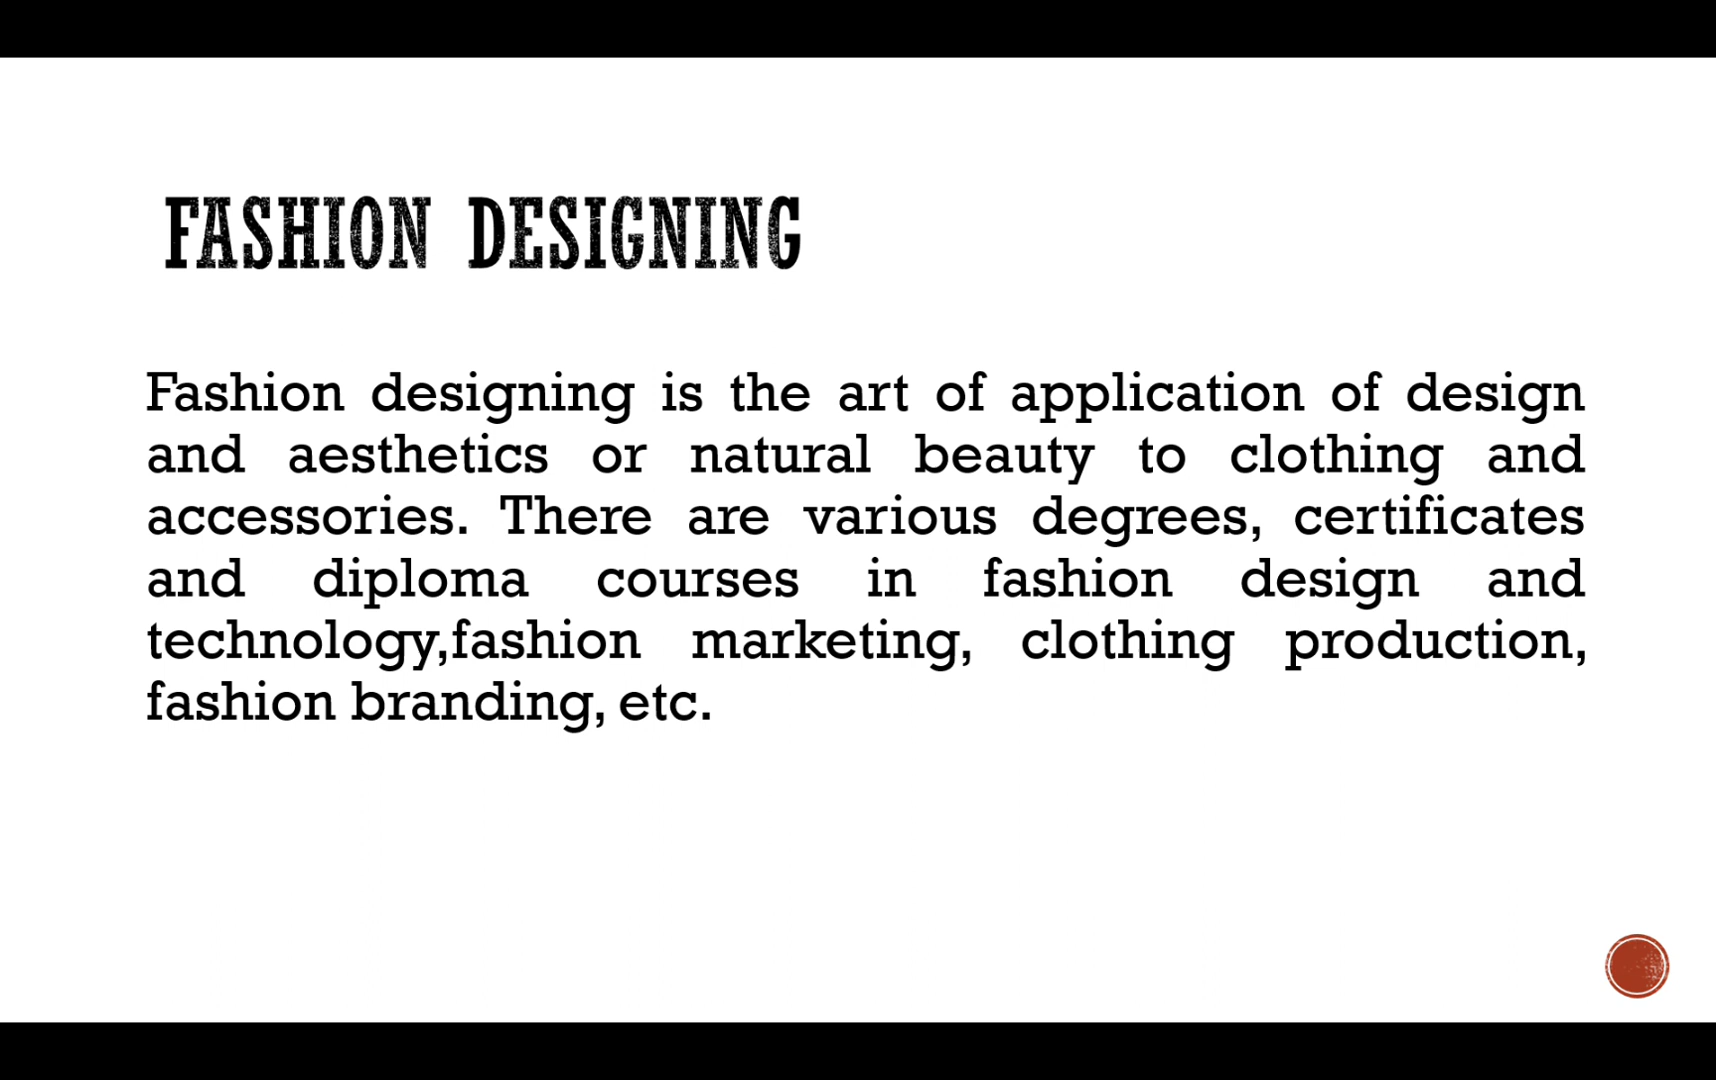 FASHION DESIGNING
Fashion designing is the art of application of design
and aesthetics or natural beauty to clothing and
accessories. There are various degrees, certificates
and diploma courses in fashion design and
technology,fashion marketing, clothing production,
fashion branding, etc.